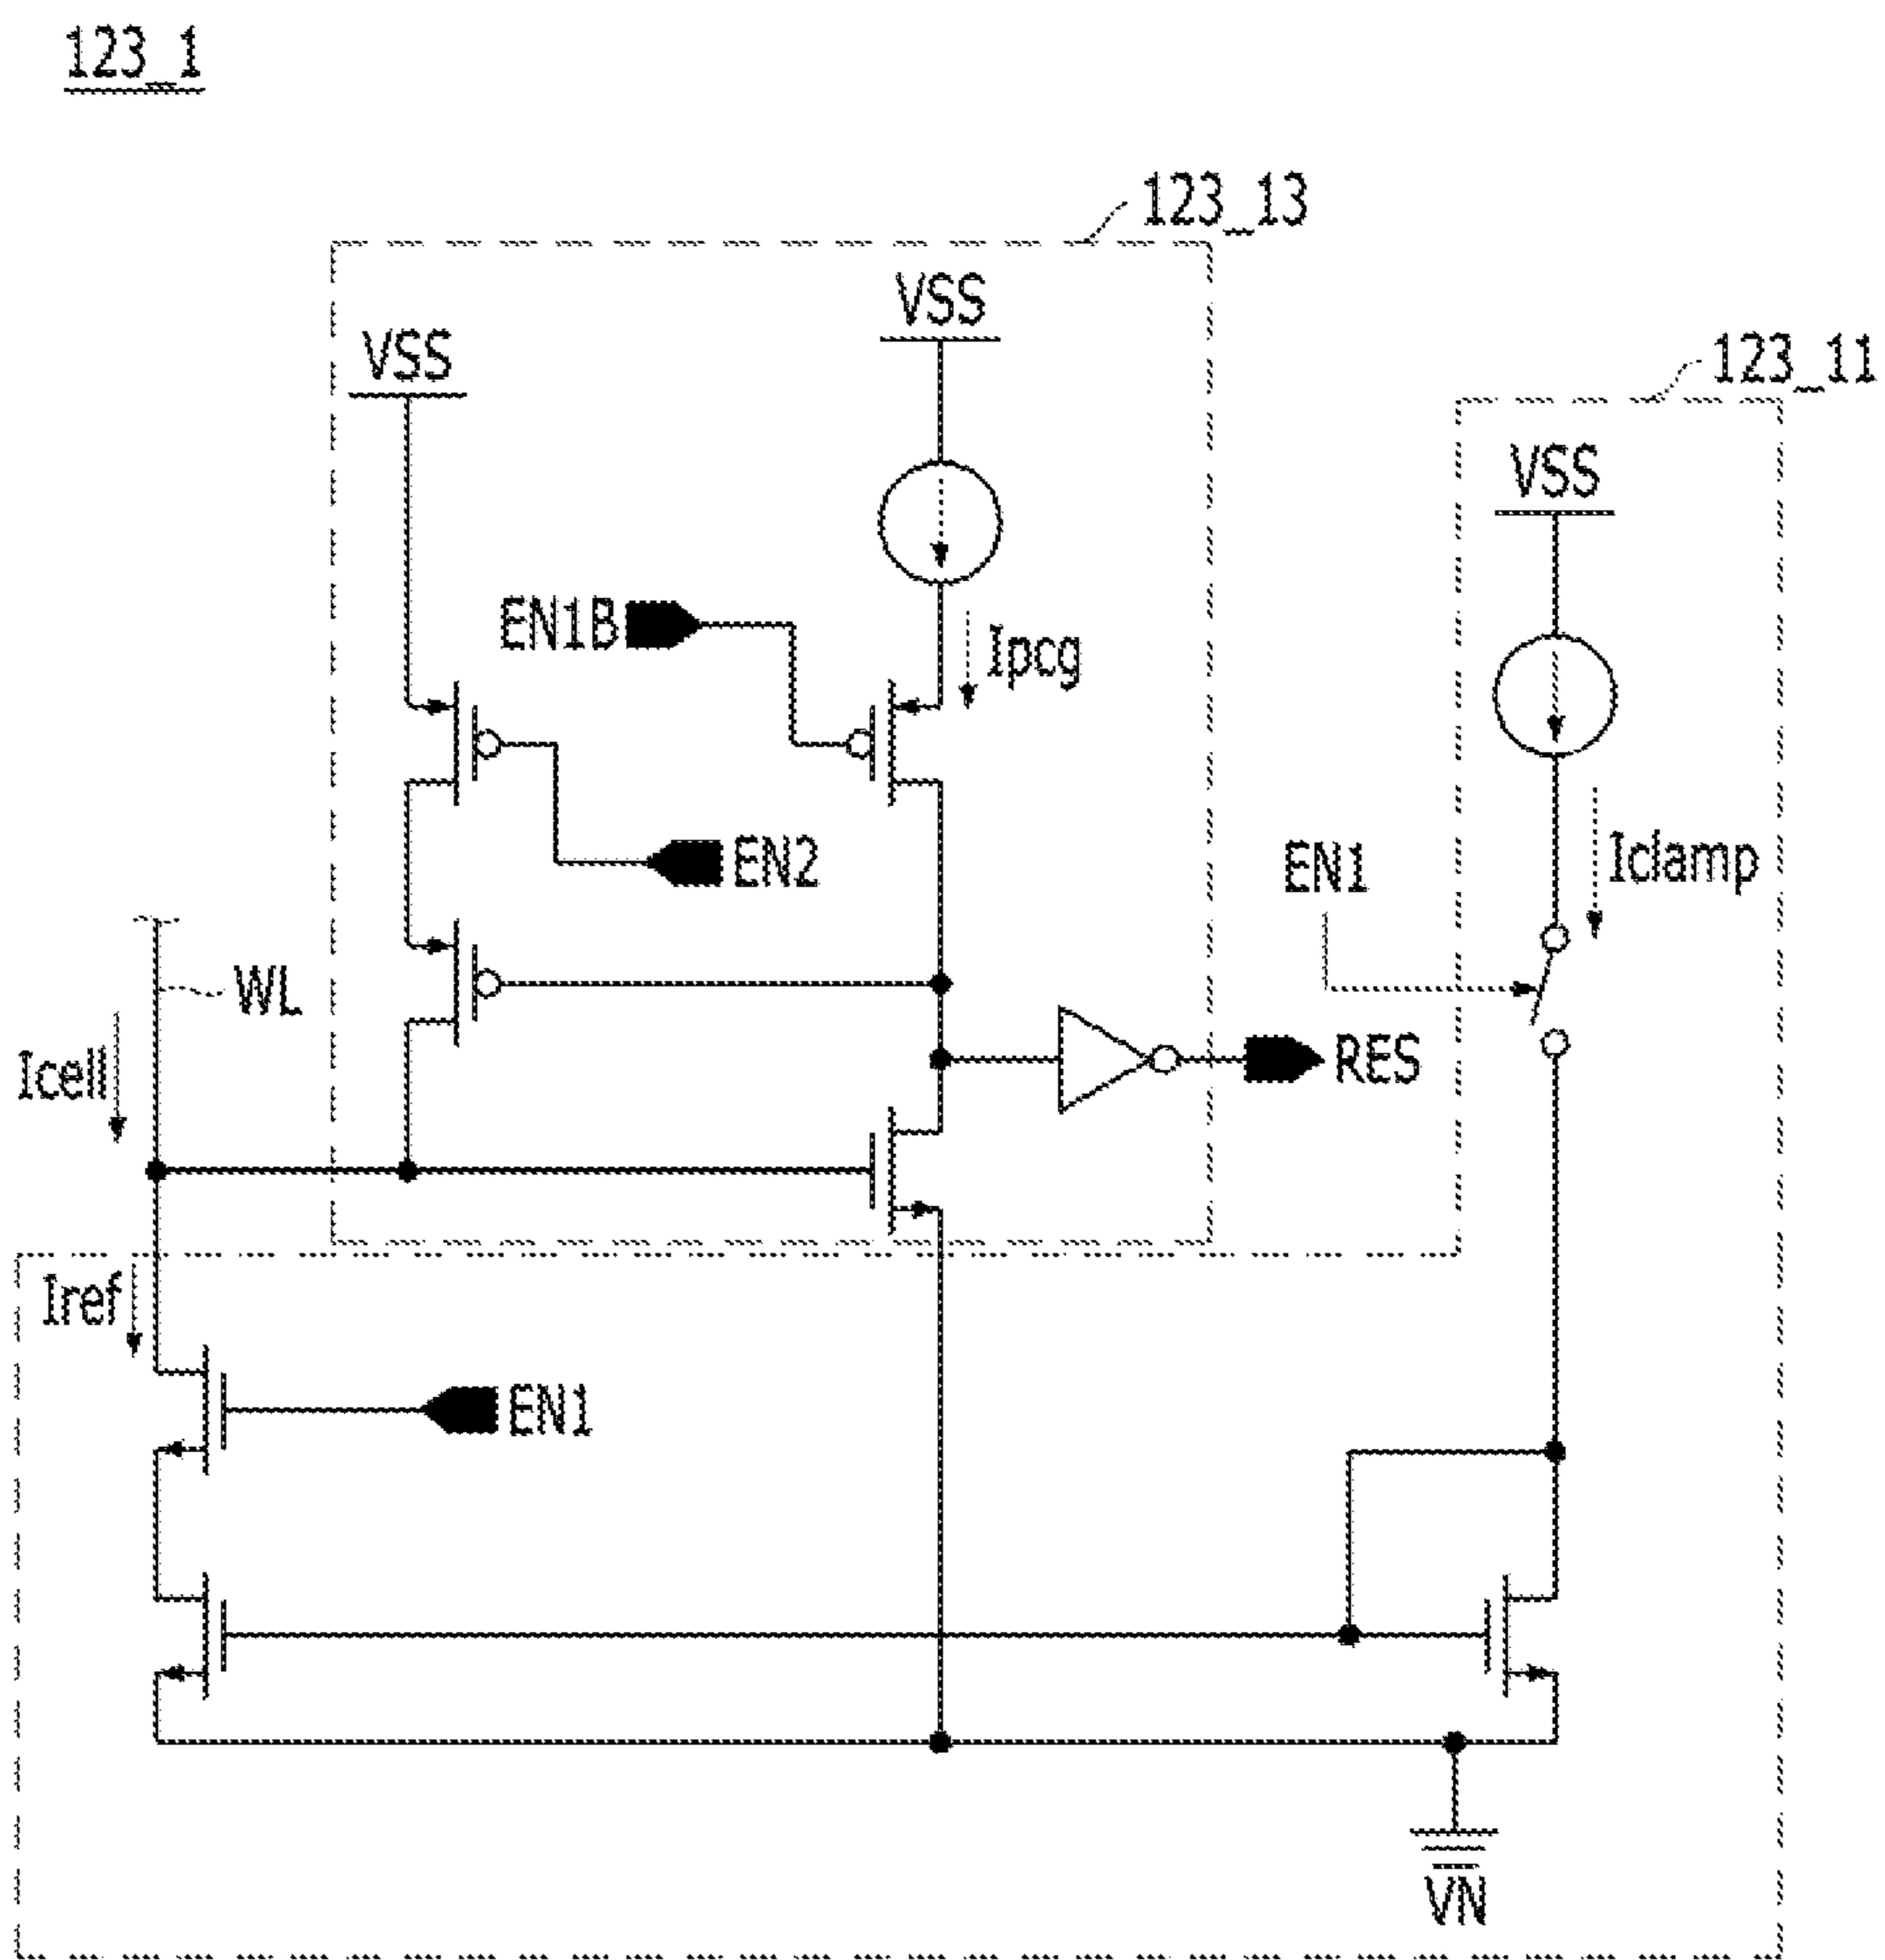 123_1
123_13
VSS
VSS
123_11
VSS
EN1B
Ipcg
EN2
EN1
Iclamp
WL
Icell
RES
Iref
EN1
VN